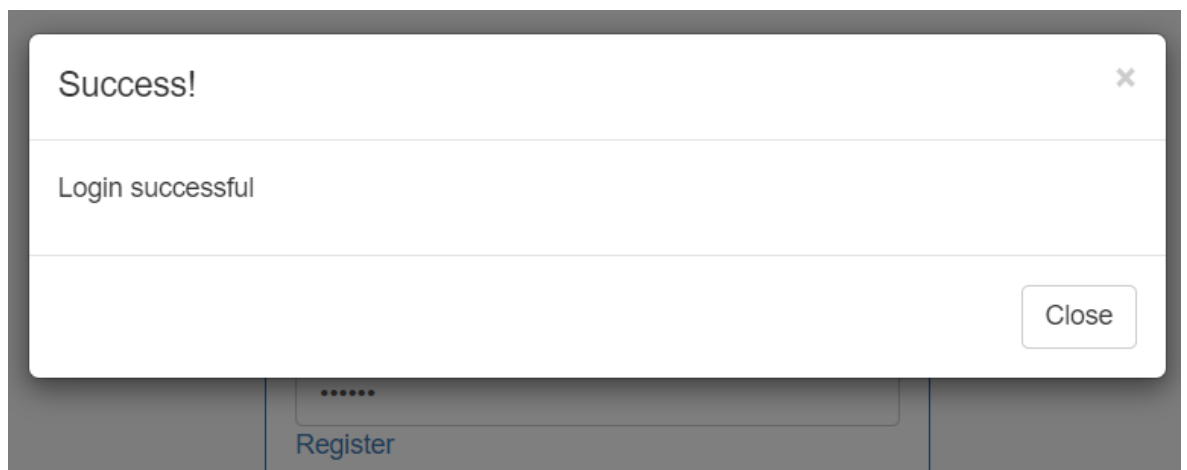 Success!
×
Login successful
Close
••••••
Register